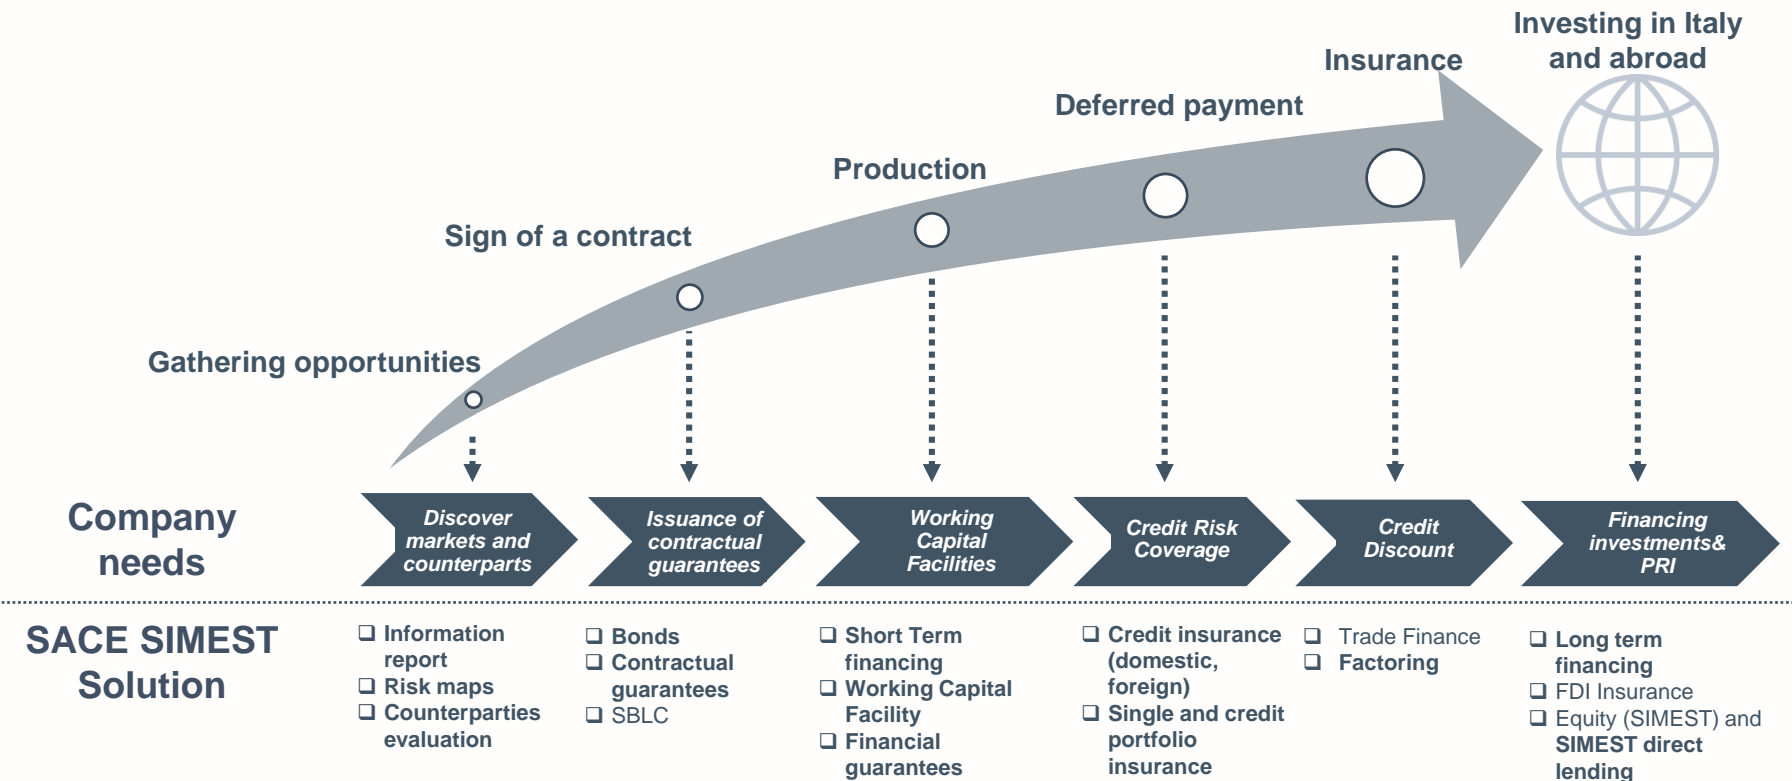 Investing in Italy
and abroad
Insurance
Deferred payment
Production
Sign of a contract
Gathering opportunities
Company
needs
Discover
markets and
counterparts
Issuance of
contractual
guarantees
Working
Capital
Facilities
Credit Risk
Coverage
Credit
Discount
Financing
investments&
PRI
SACE SIMEST
Solution
❑ Information
report
❑ Risk maps
❑ Counterparties
evaluation
❑ Bonds
❑ Contractual
guarantees
❑ SBLC
❑ Short Term
financing
❑ Working Capital
Facility
❑ Financial
guarantees
❑ Credit insurance
(domestic,
foreign)
❑ Single and credit
portfolio
insurance
❑ Trade Finance
❑ Factoring
❑ Long term
financing
❑ FDI Insurance
❑ Equity (SIMEST) and
SIMEST direct
lending